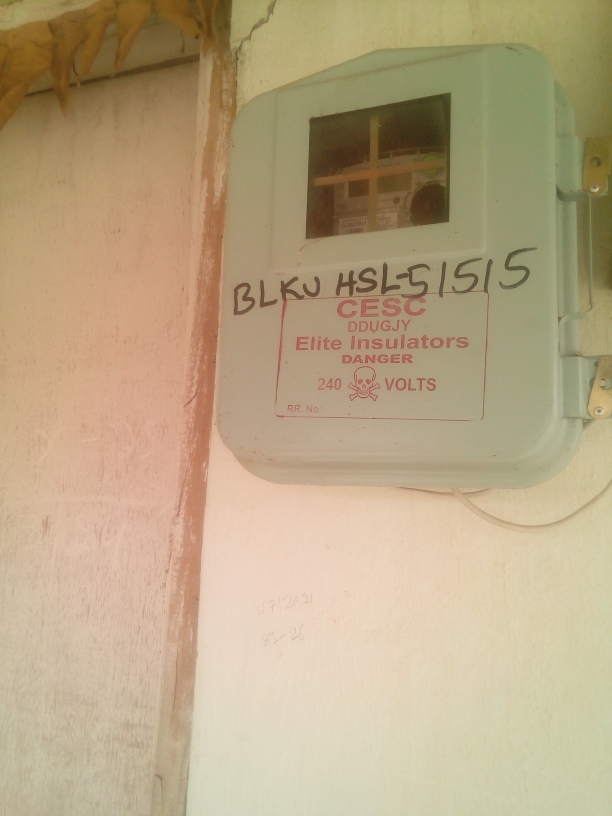 BLKU HSL-51515
CESC
DDUGJY
Elite Insulators
DANGER
240 VOLTS
RR. No